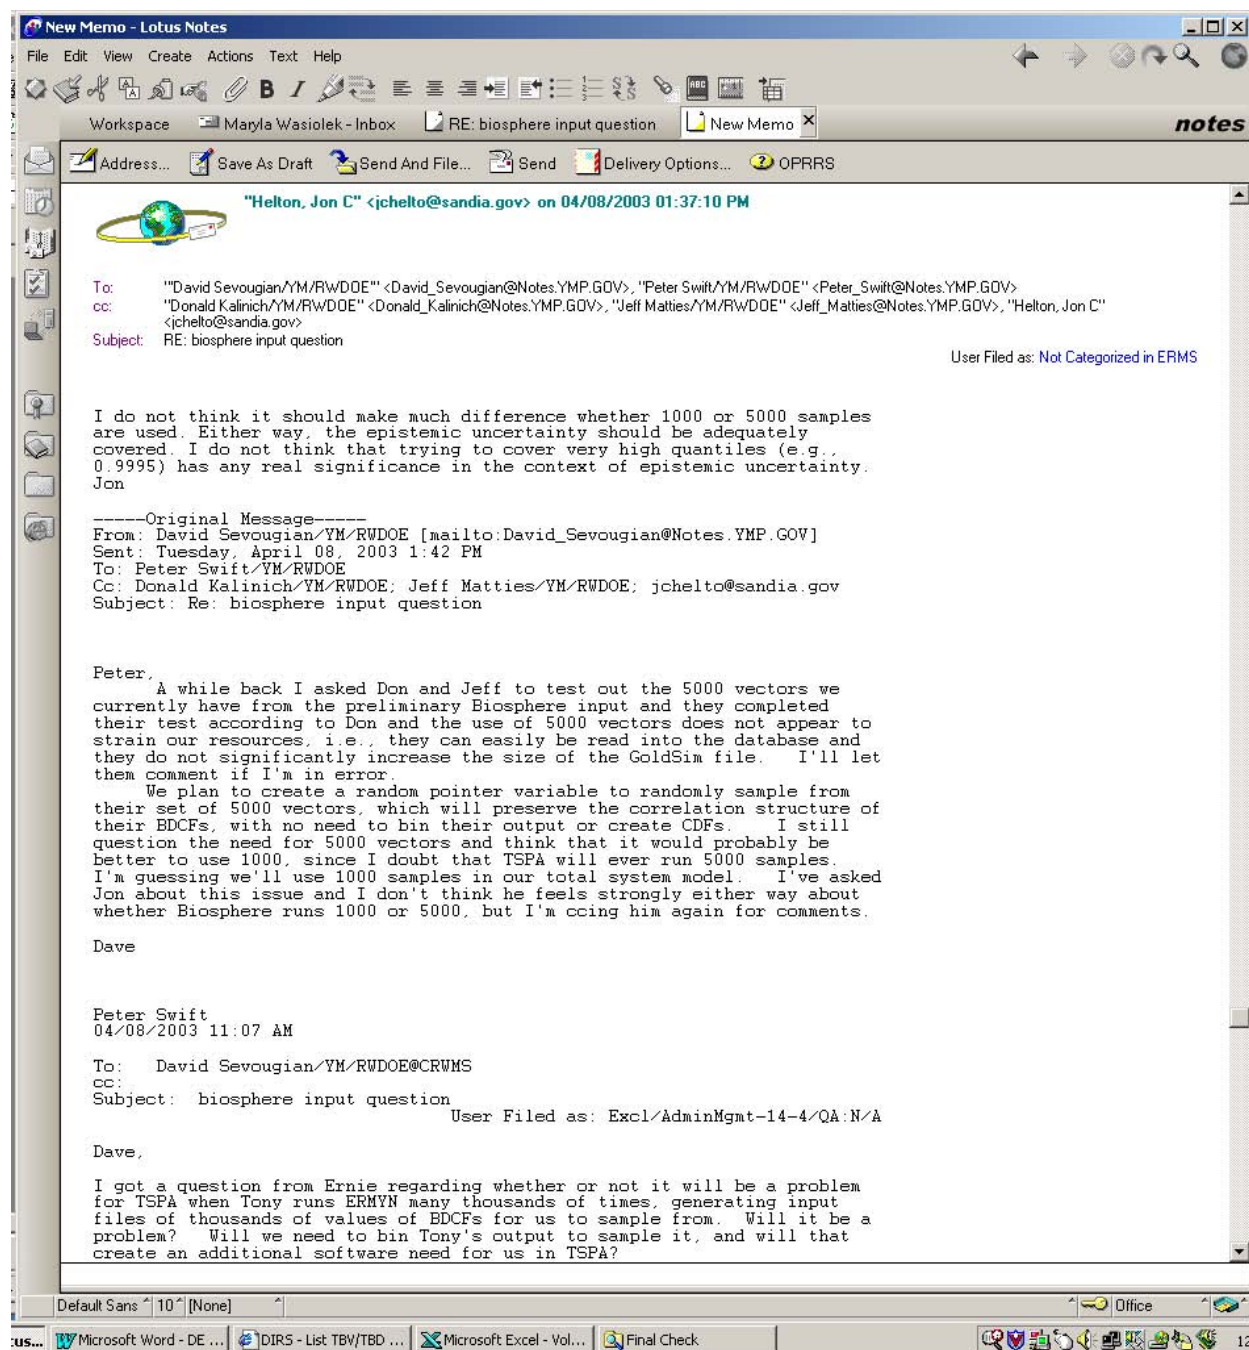 New Memo - Lotus Notes
File Edit View Create Actions Text Help
Workspace Maryla Wasiolek - Inbox RE: biosphere input question New Memo notes
Address... Save As Draft Send And File... Send Delivery Options... OPRRS
"Helton, Jon C" <jchelto@sandia.gov> on 04/08/2003 01:37:10 PM
To: "'David Sevougian/YM/RWDOE'" <David_Sevougian@Notes.YMP.GOV>, "Peter Swift/YM/RWDOE" <Peter_Swift@Notes.YMP.GOV>
cc: "Donald Kalinich/YM/RWDOE" <Donald_Kalinich@Notes.YMP.GOV>, "Jeff Matties/YM/RWDOE" <Jeff_Matties@Notes.YMP.GOV>, "Helton, Jon C"
<jchelto@sandia.gov>
Subject: RE: biosphere input question
User Filed as: Not Categorized in ERMS
I do not think it should make much difference whether 1000 or 5000 samples
are used. Either way, the epistemic uncertainty should be adequately
covered. I do not think that trying to cover very high quantiles (e.g.,
0.9995) has any real significance in the context of epistemic uncertainty.
Jon
-----Original Message-----
From: David Sevougian/YM/RWDOE [mailto:David_Sevougian@Notes.YMP.GOV]
Sent: Tuesday, April 08, 2003 1:42 PM
To: Peter Swift/YM/RWDOE
Cc: Donald Kalinich/YM/RWDOE; Jeff Matties/YM/RWDOE; jchelto@sandia.gov
Subject: Re: biosphere input question
Peter,
A while back I asked Don and Jeff to test out the 5000 vectors we
currently have from the preliminary Biosphere input and they completed
their test according to Don and the use of 5000 vectors does not appear to
strain our resources, i.e., they can easily be read into the database and
they do not significantly increase the size of the GoldSim file. I'll let
them comment if I'm in error.
We plan to create a random pointer variable to randomly sample from
their set of 5000 vectors, which will preserve the correlation structure of
their BDCFs, with no need to bin their output or create CDFs. I still
question the need for 5000 vectors and think that it would probably be
better to use 1000, since I doubt that TSPA will ever run 5000 samples.
I'm guessing we'll use 1000 samples in our total system model. I've asked
Jon about this issue and I don't think he feels strongly either way about
whether Biosphere runs 1000 or 5000, but I'm ccing him again for comments.
Dave
Peter Swift
04/08/2003 11:07 AM
To: David Sevougian/YM/RWDOE@CRWMS
cc:
Subject: biosphere input question
User Filed as: Excl/AdminMgmt-14-4/QA:N/A
Dave,
I got a question from Ernie regarding whether or not it will be a problem
for TSPA when Tony runs ERMYN many thousands of times, generating input
files of thousands of values of BDCFs for us to sample from. Will it be a
problem? Will we need to bin Tony's output to sample it, and will that
create an additional software need for us in TSPA?
Default Sans 10 [None] Office
tus... Microsoft Word - DE ... DIRS - List TBV/TBD ... Microsoft Excel - Vol... Final Check 12